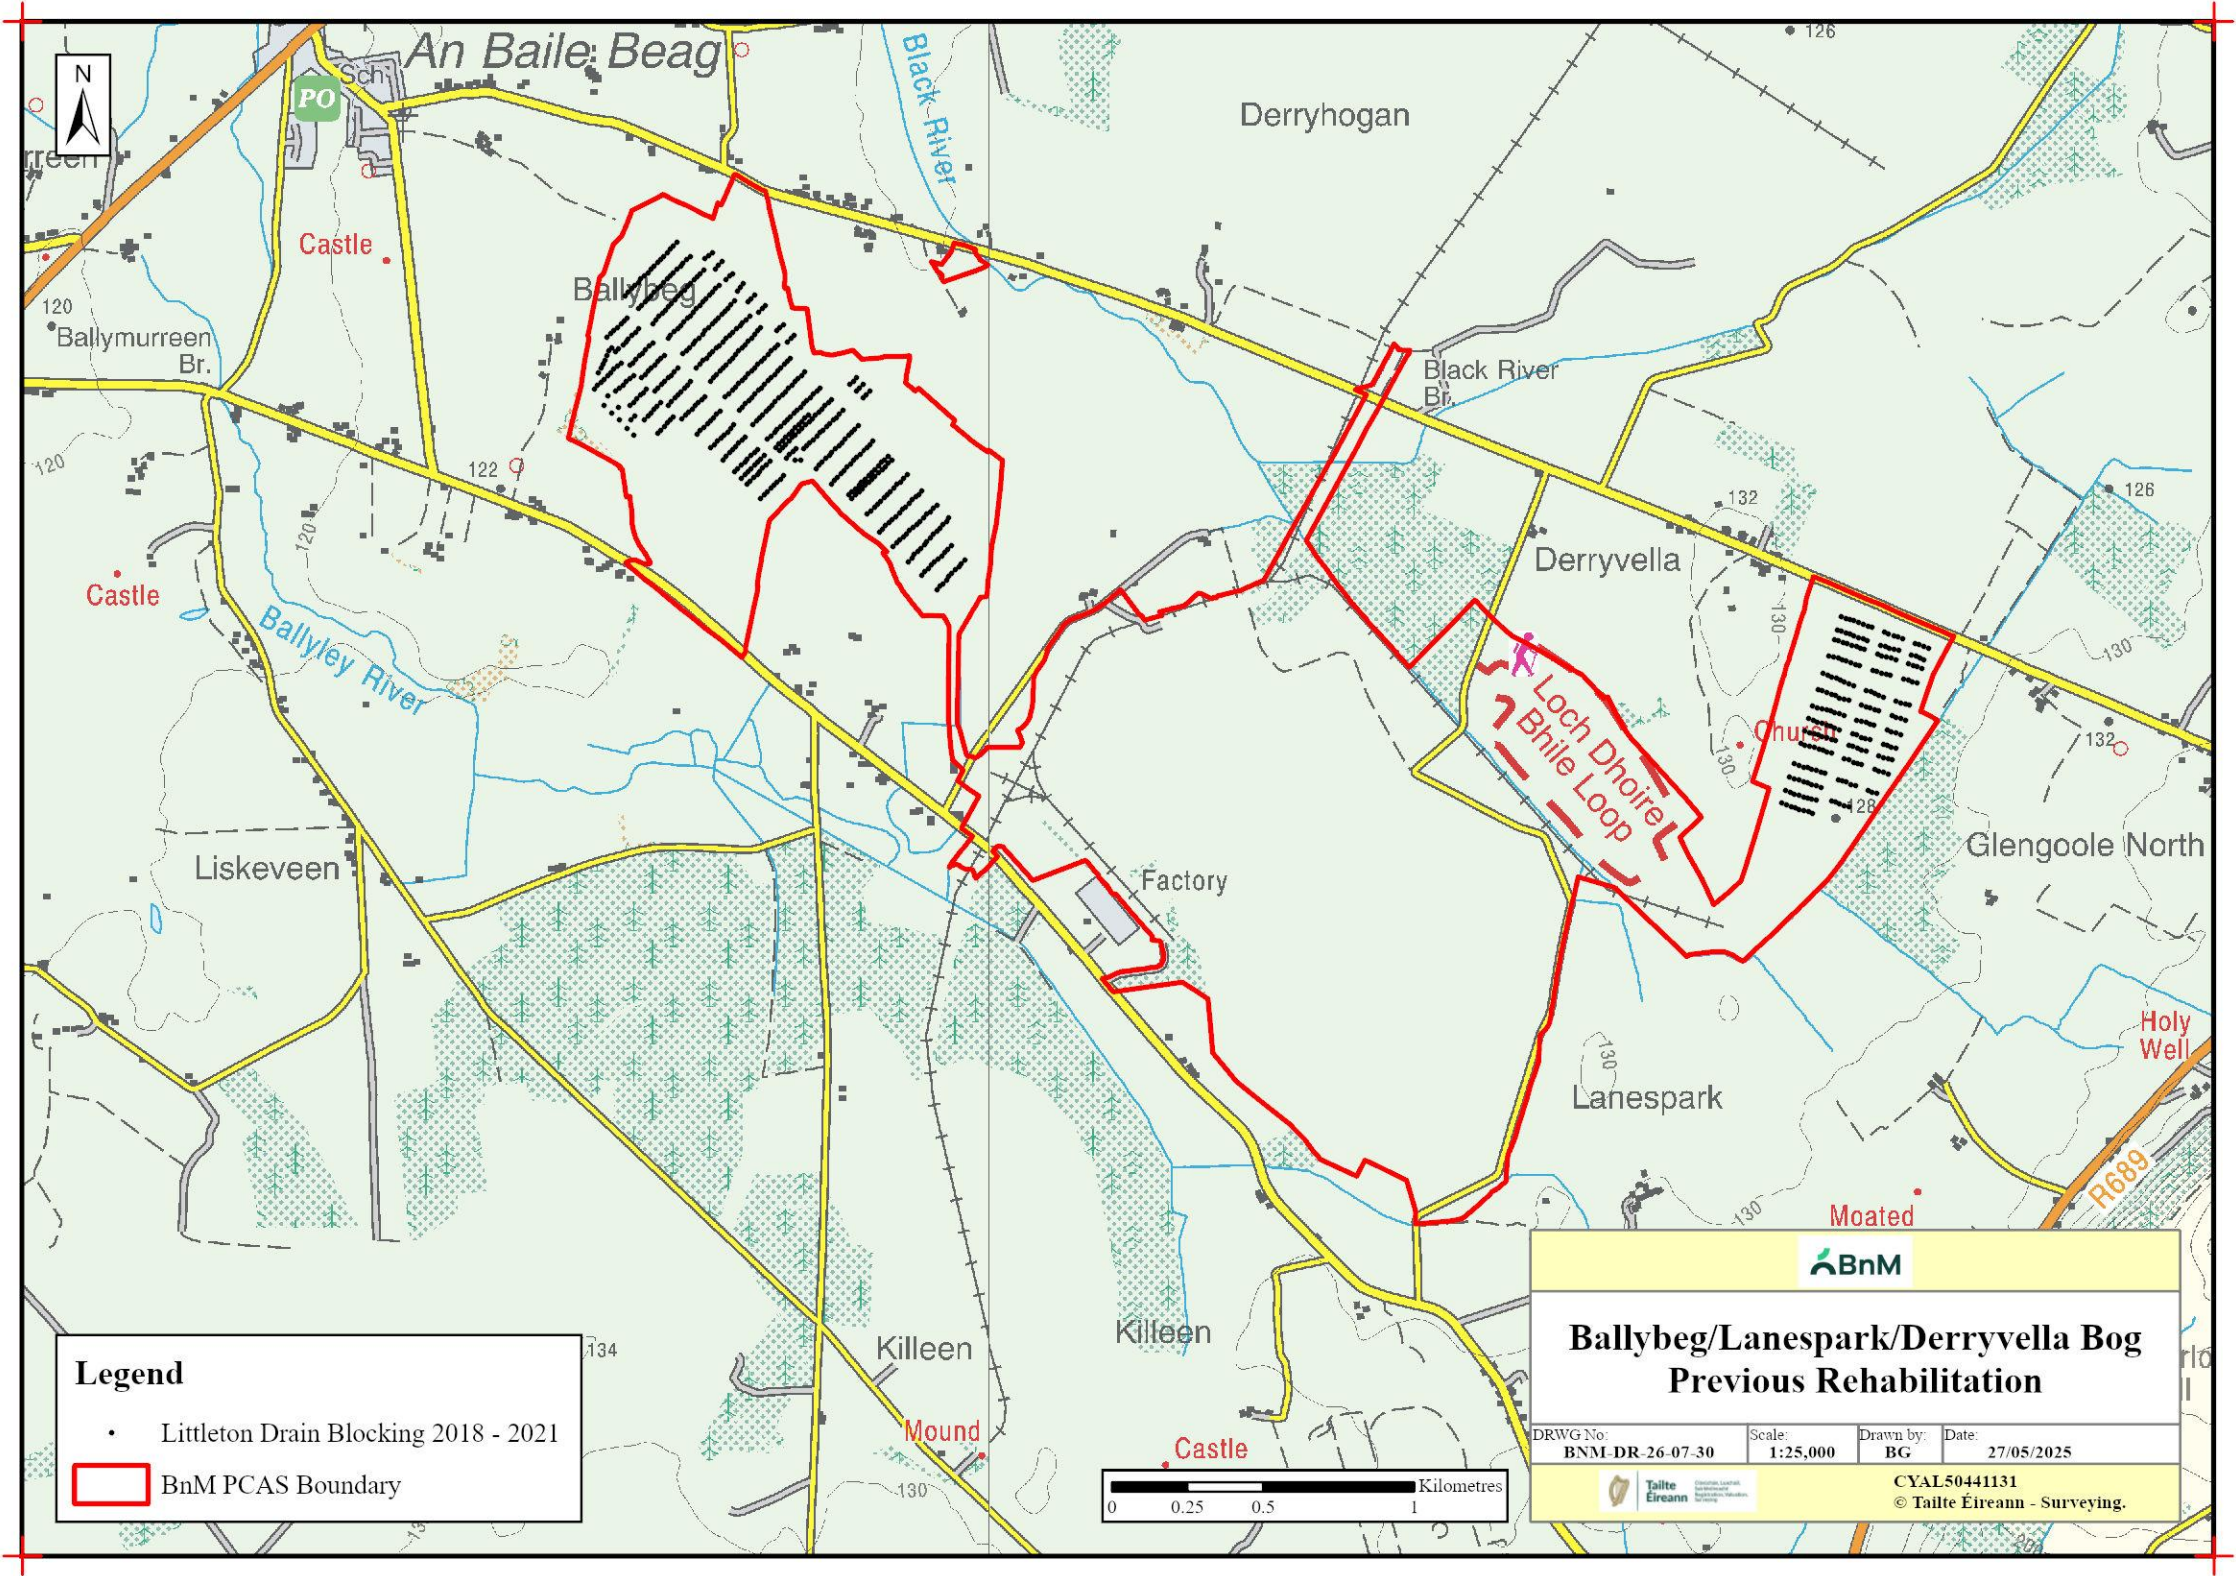 N
An Baile Beag
Sch
PO
Black River
126
Derryhogan
rreen
Castle
120
Ballymurreen
Br.
Ballybeg
Black River
Br.
120
122
120
132
126
Derryvella
Castle
Ballyley River
130
130
Loch Dhoire
Bhile Loop
Church
130
132
128
Glengoole North
Liskeveen
Factory
Holy
Well
130
Lanespark
R689
Moated
130
Killeen
Killeen
134
Mound
Castle
130
Legend
Littleton Drain Blocking 2018 - 2021
BnM PCAS Boundary
Kilometres
0 0.25 0.5 1
BnM
Ballybeg/Lanespark/Derryvella Bog
Previous Rehabilitation
DRWG No: BNM-DR-26-07-30
Scale: 1:25,000
Drawn by: BG
Date: 27/05/2025
Tailte
Éireann
CYAL50441131
© Tailte Éireann - Surveying.